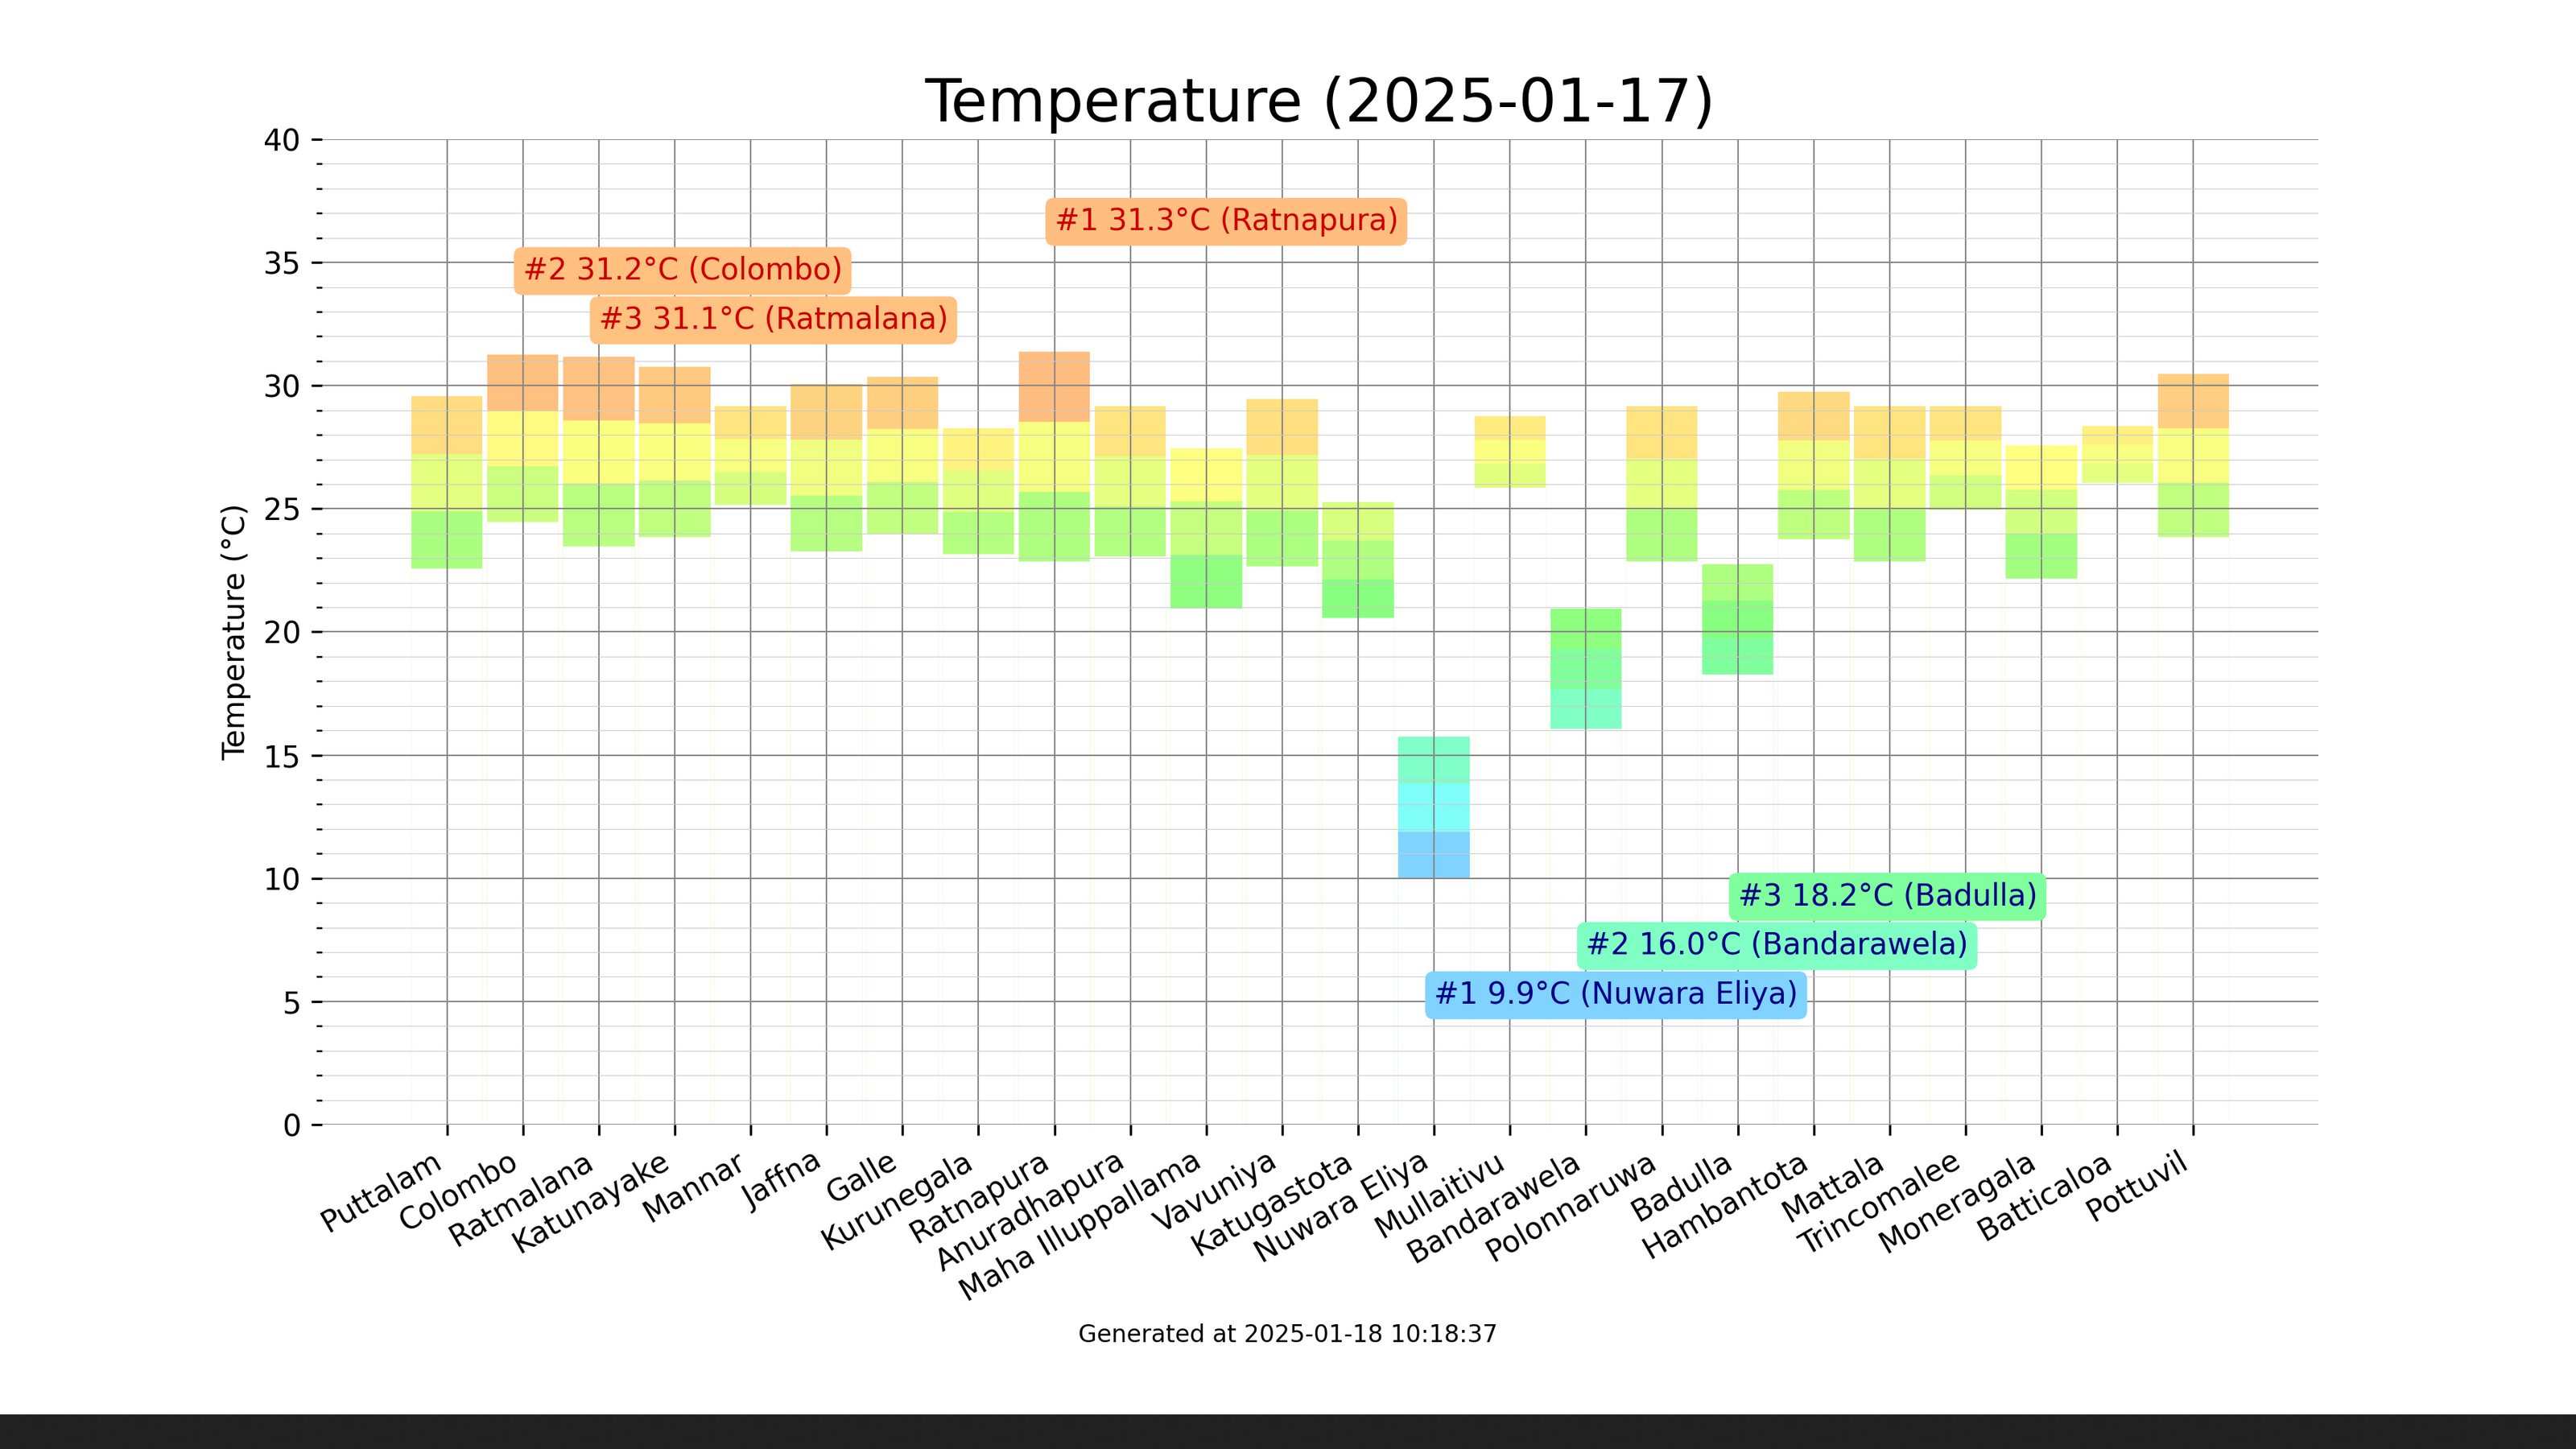 Temperature (2025-01-17)
40
35
30
25
20
15
10
5
0
Temperature (°C)
#1 31.3°C (Ratnapura)
#2 31.2°C (Colombo)
#3 31.1°C (Ratmalana)
#3 18.2°C (Badulla)
#2 16.0°C (Bandarawela)
#1 9.9°C (Nuwara Eliya)
Puttalam
Colombo
Ratmalana
Katunayake
Mannar
Jaffna
Galle
Kurunegala
Ratnapura
Anuradhapura
Maha Illuppallama
Vavuniya
Katugastota
Nuwara Eliya
Mullaitivu
Bandarawela
Polonnaruwa
Badulla
Hambantota
Mattala
Trincomalee
Moneragala
Batticaloa
Pottuvil
Generated at 2025-01-18 10:18:37